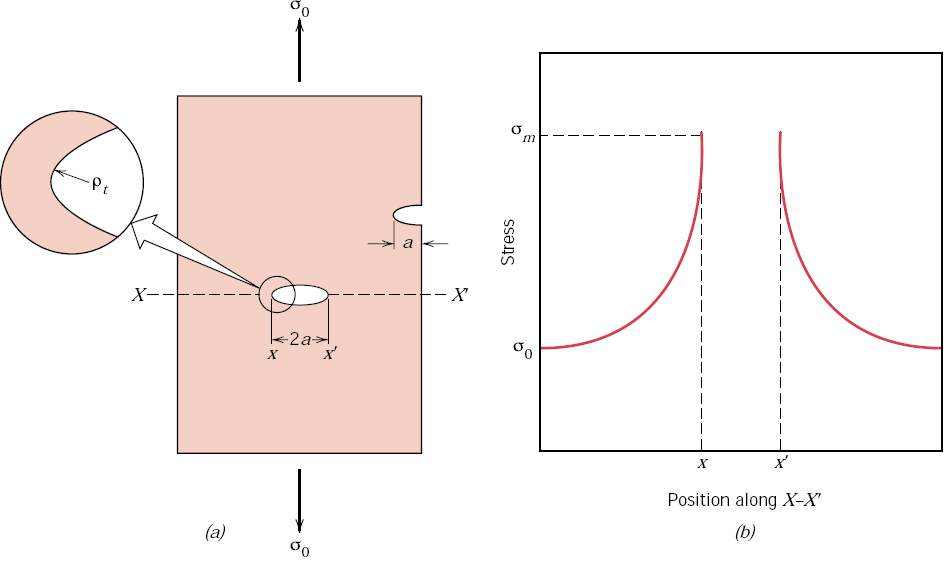 σ0
ρt
a
X
X′
2a
x
x′
(a)
σ0
σm
Stress
σ0
x
x′
Position along X–X′
(b)